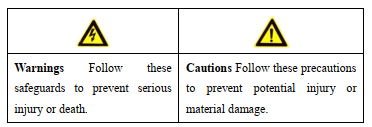 Warnings Follow these
safeguards to prevent serious
injury or death.
Cautions Follow these precautions
to prevent potential injury or
material damage.